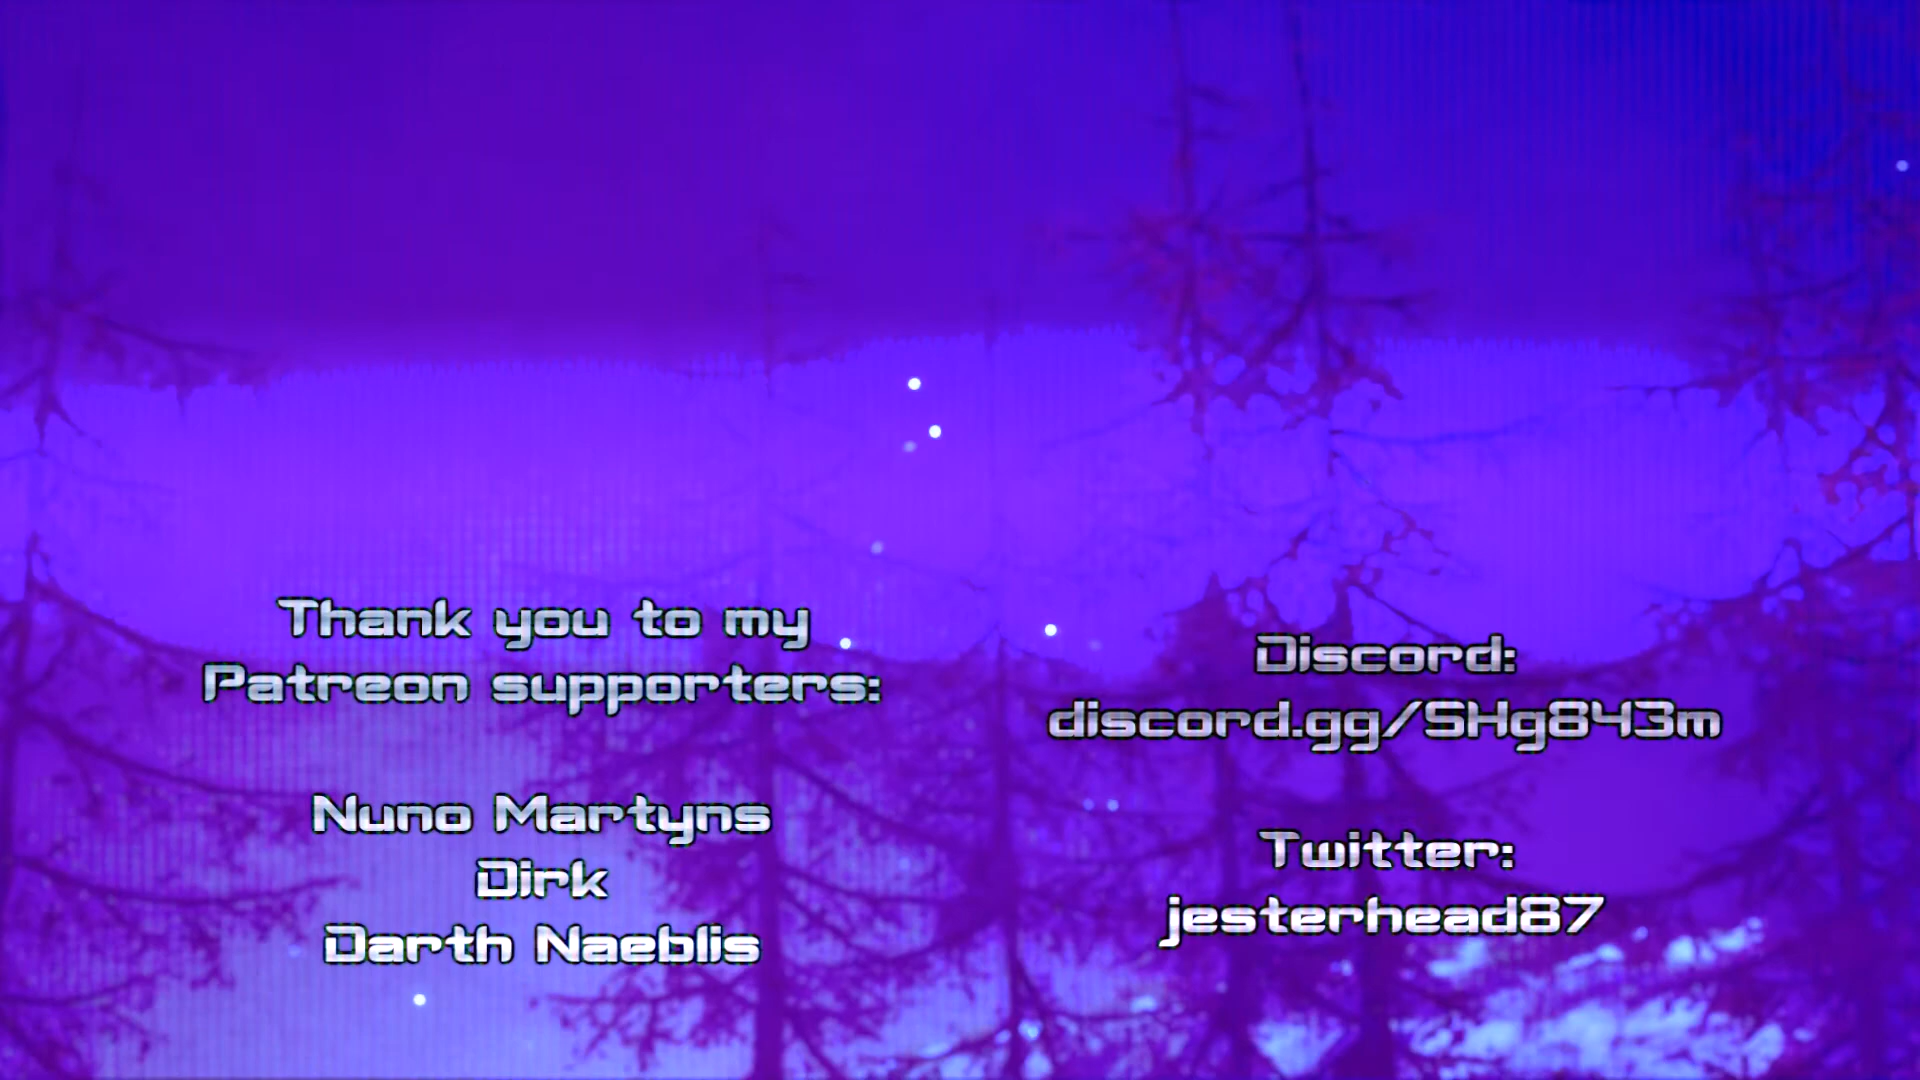 Thank you to my
Patreon supporters:
Nuno Martyns
Dirk
Darth Naeblis
Discord:
discord.gg/SHg843m
Twitter:
jesterhead87